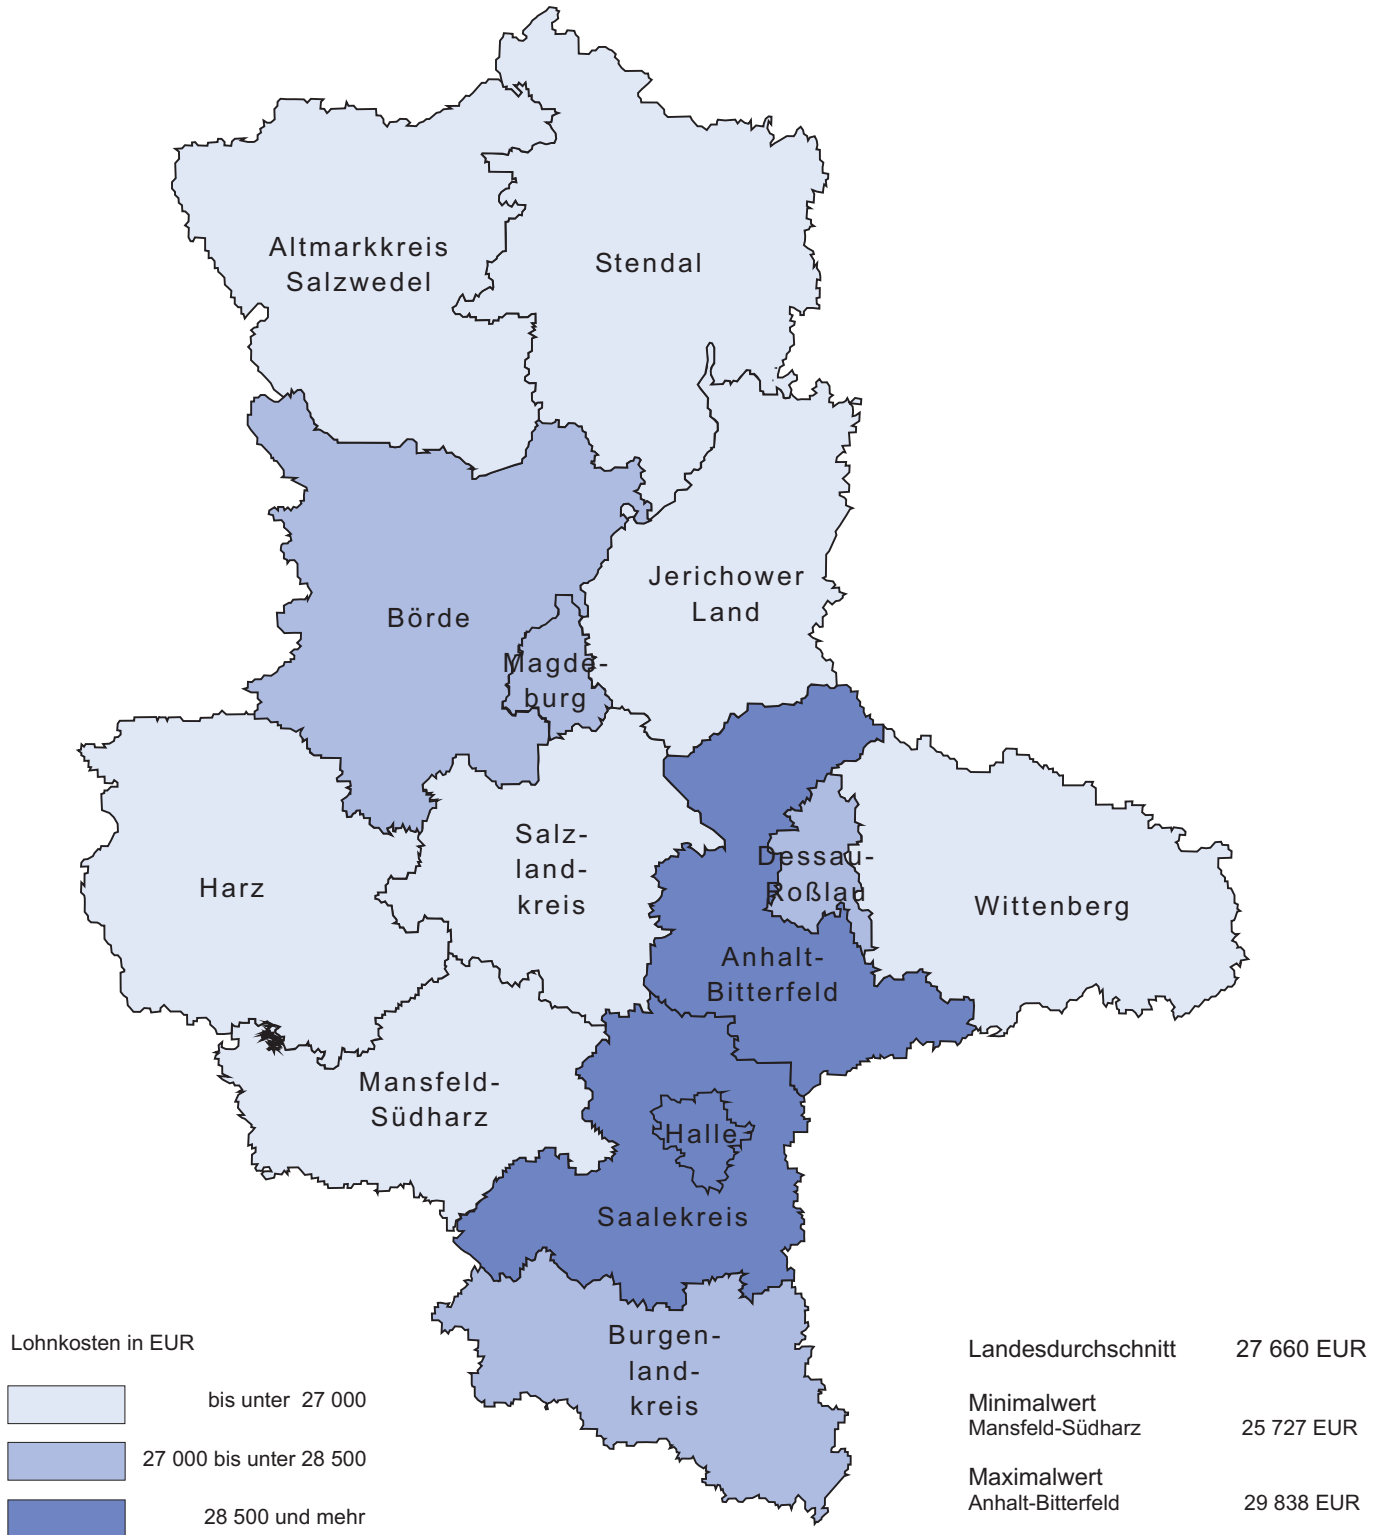 Altmarkkreis
Salzwedel
Stendal
Jerichower
Land
Börde
Magde-
burg
Salz-
land-
kreis
Harz
Dessau-
Roßlau
Wittenberg
Anhalt-
Bitterfeld
Mansfeld-
Südharz
Halle
Saalekreis
Burgen-
land-
kreis
Lohnkosten in EUR
bis unter 27 000
27 000 bis unter 28 500
28 500 und mehr
Landesdurchschnitt 27 660 EUR
Minimalwert
Mansfeld-Südharz 25 727 EUR
Maximalwert
Anhalt-Bitterfeld 29 838 EUR